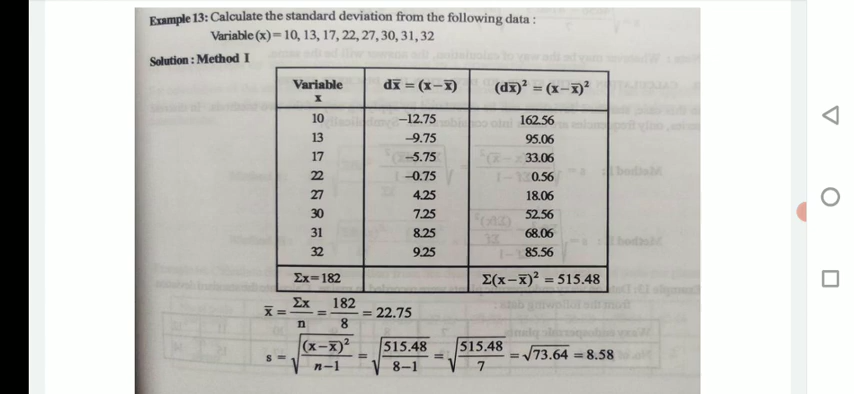 Example 13: Calculate the standard deviation from the following data :
Variable (x) = 10, 13, 17, 22, 27, 30, 31, 32
Solution : Method I
Variable x | dx̅ = (x−x̅) | (dx̅)² = (x−x̅)²
10 −12.75 162.56
13 −9.75 95.06
17 −5.75 33.06
22 −0.75 0.56
27 4.25 18.06
30 7.25 52.56
31 8.25 68.06
32 9.25 85.56
Σx=182 Σ(x−x̅)² = 515.48
x̅ = Σx/n = 182/8 = 22.75
s = √((x−x̅)²/(n−1)) = √(515.48/(8−1)) = √(515.48/7) = √73.64 = 8.58